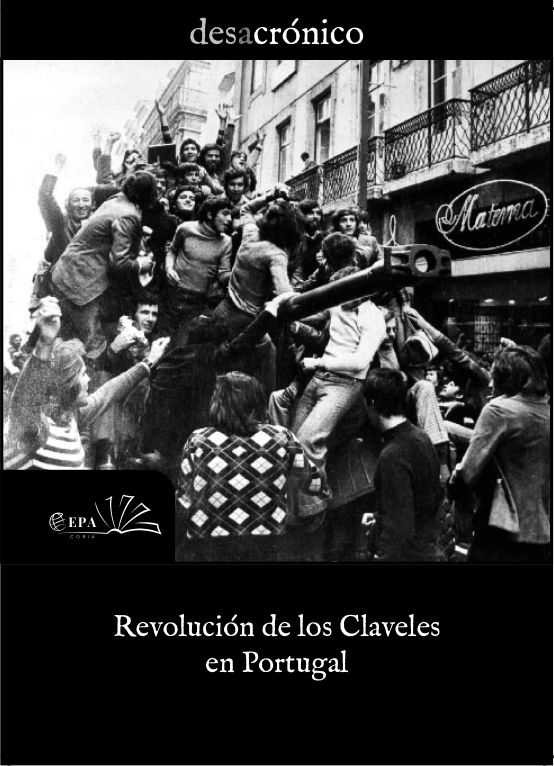 desacrónico
Materna
EPA
CORIA
Revolución de los Claveles
en Portugal